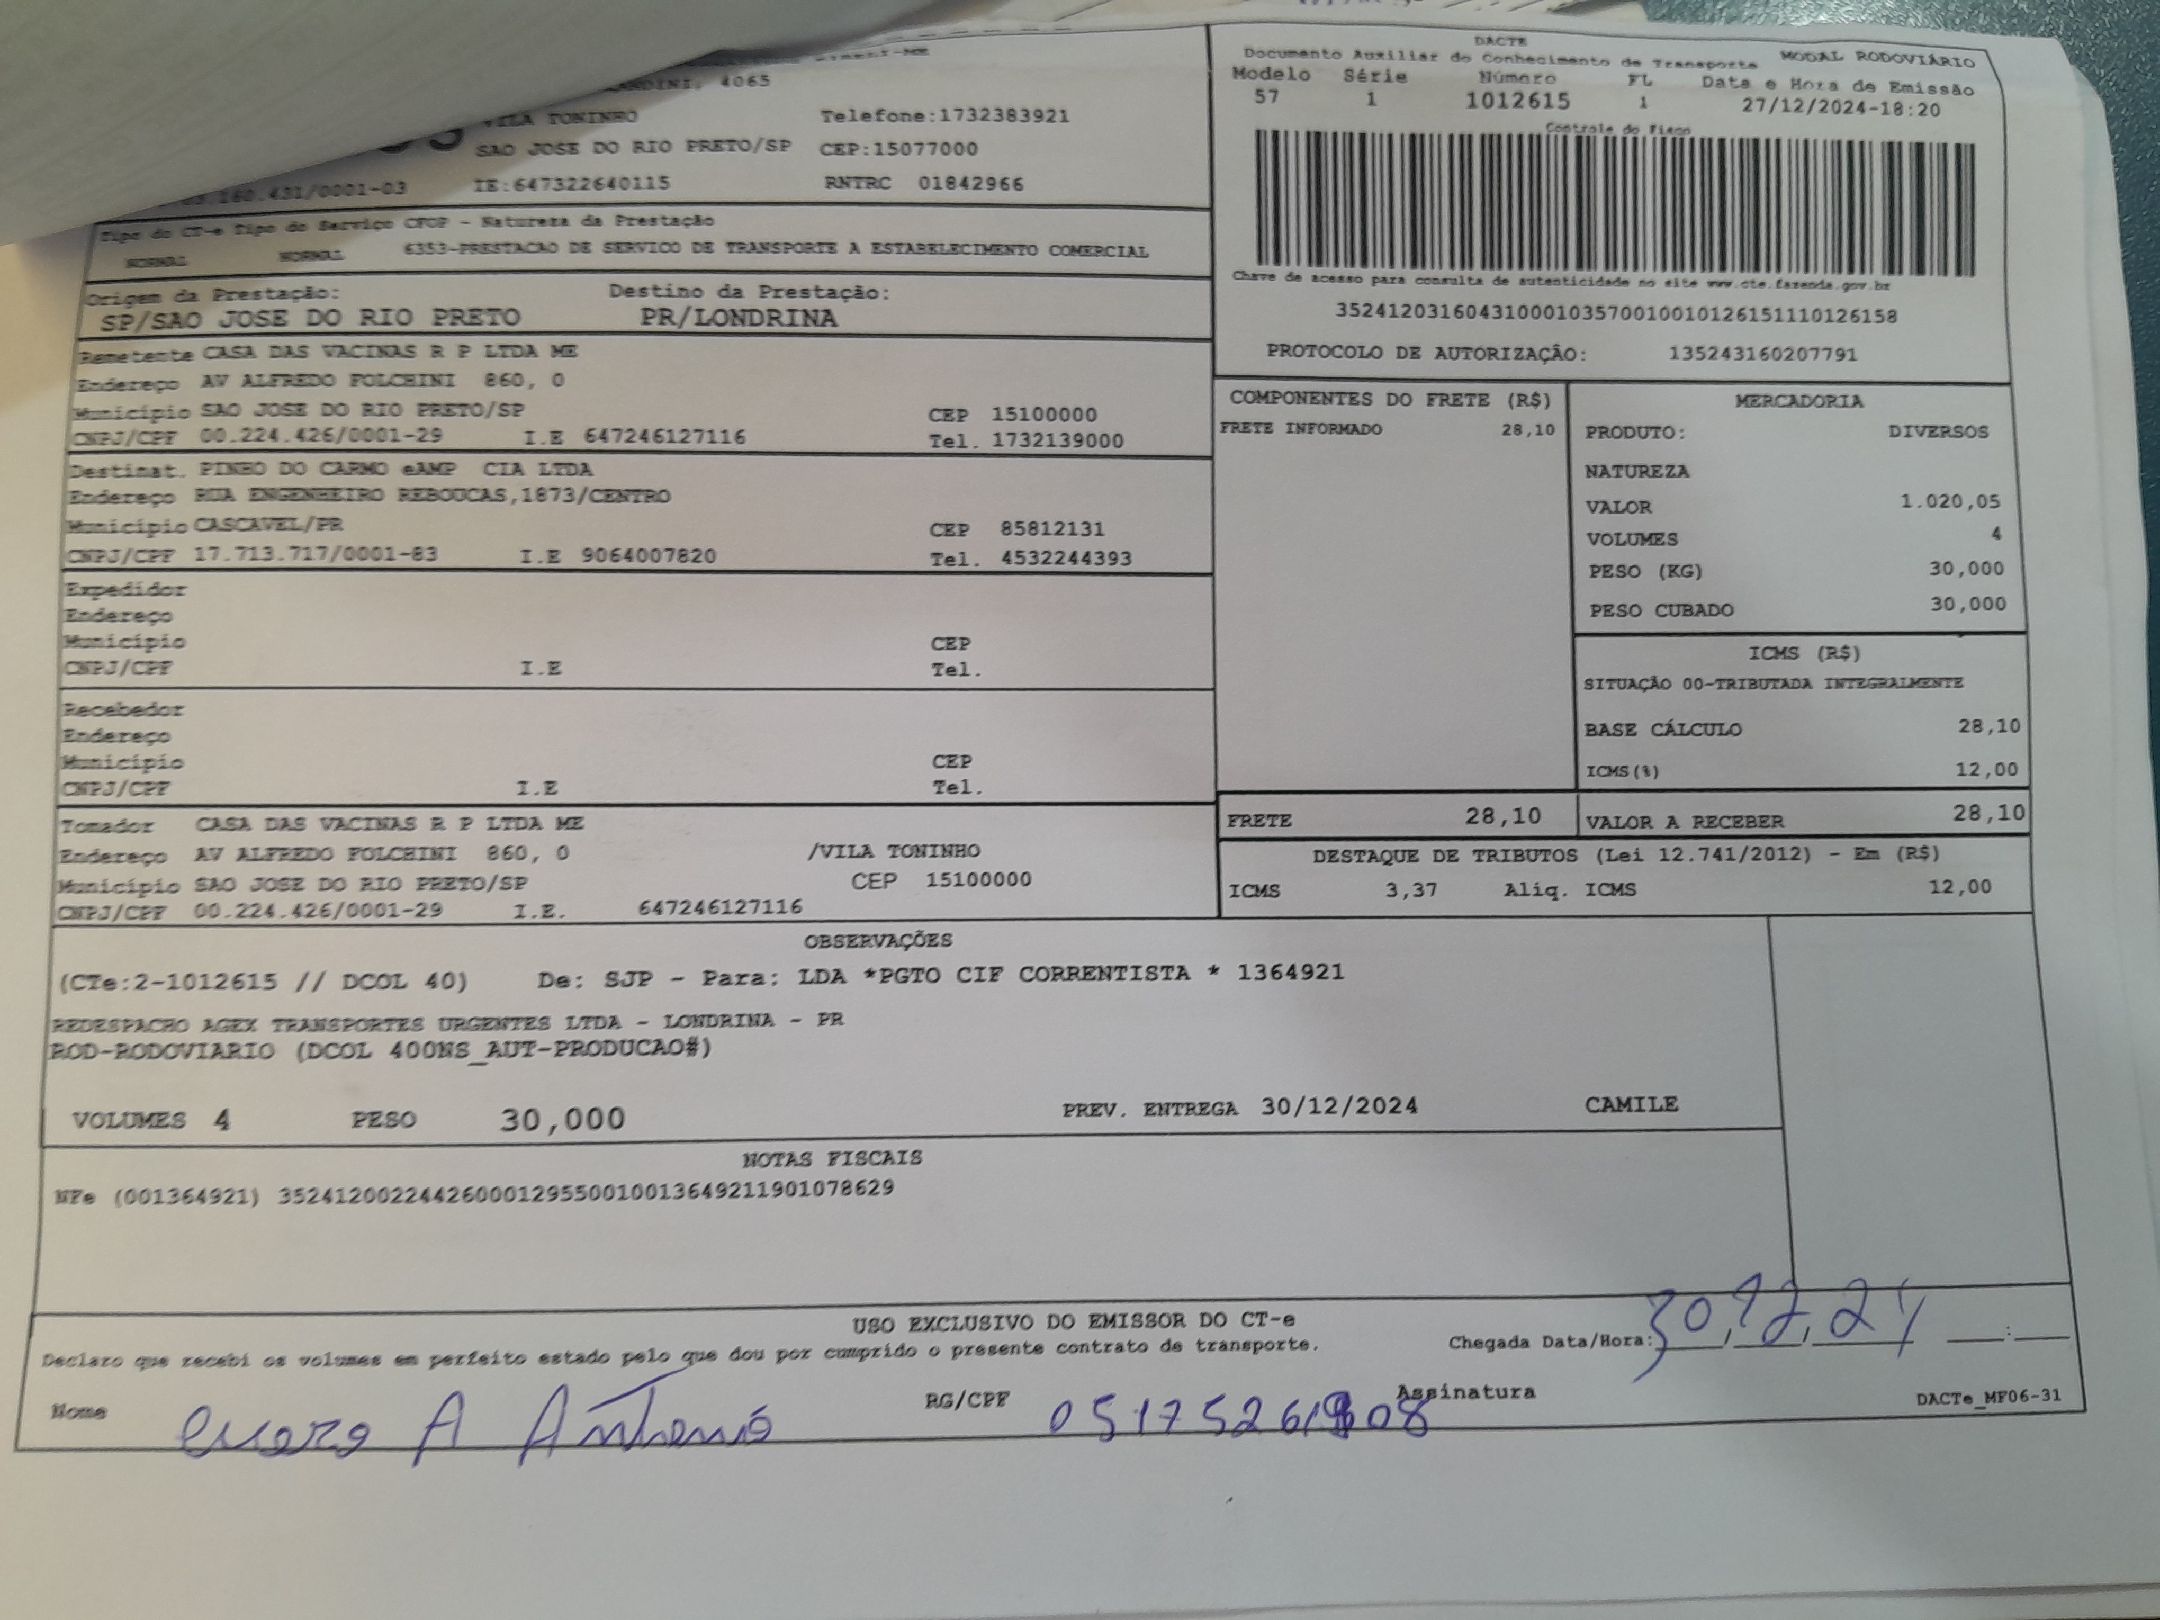 4065
VILA TONINHO Telefone:1732383921
SAO JOSE DO RIO PRETO/SP CEP:15077000
.160.431/0001-03 IE:647322640115 RNTRC 01842966
DACTE
Documento Auxiliar do Conhecimento de Transporte MODAL RODOVIÁRIO
Modelo Série Número FL Data e Hora de Emissão
57 1 1012615 1 27/12/2024-18:20
Controle do Fisco
Chave de acesso para consulta de autenticidade no site www.cte.fazenda.gov.br
35241203160431000103570010010126151110126158
PROTOCOLO DE AUTORIZAÇÃO: 135243160207791
Tipo do CT-e Tipo do Serviço CFOP - Natureza da Prestação
NORMAL NORMAL 6353-PRESTACAO DE SERVICO DE TRANSPORTE A ESTABELECIMENTO COMERCIAL
Origem da Prestação: Destino da Prestação:
SP/SAO JOSE DO RIO PRETO PR/LONDRINA
Remetente CASA DAS VACINAS R P LTDA ME
Endereço AV ALFREDO FOLCHINI 860, 0
Município SAO JOSE DO RIO PRETO/SP CEP 15100000
CNPJ/CPF 00.224.426/0001-29 I.E 647246127116 Tel. 1732139000
Destinat. PINHO DO CARMO eAMP CIA LTDA
Endereço RUA ENGENHEIRO REBOUCAS,1873/CENTRO
Município CASCAVEL/PR CEP 85812131
CNPJ/CPF 17.713.717/0001-83 I.E 9064007820 Tel. 4532244393
Expedidor
Endereço
Município CEP
CNPJ/CPF I.E Tel.
Recebedor
Endereço
Município CEP
CNPJ/CPF I.E Tel.
Tomador CASA DAS VACINAS R P LTDA ME
Endereço AV ALFREDO FOLCHINI 860, 0 /VILA TONINHO
Município SAO JOSE DO RIO PRETO/SP CEP 15100000
CNPJ/CPF 00.224.426/0001-29 I.E. 647246127116
COMPONENTES DO FRETE (R$)
FRETE INFORMADO 28,10
MERCADORIA
PRODUTO: DIVERSOS
NATUREZA
VALOR 1.020,05
VOLUMES 4
PESO (KG) 30,000
PESO CUBADO 30,000
ICMS (R$)
SITUAÇÃO 00-TRIBUTADA INTEGRALMENTE
BASE CÁLCULO 28,10
ICMS(%) 12,00
FRETE 28,10 VALOR A RECEBER 28,10
DESTAQUE DE TRIBUTOS (Lei 12.741/2012) - Em (R$)
ICMS 3,37 Aliq. ICMS 12,00
OBSERVAÇÕES
(CTe:2-1012615 // DCOL 40) De: SJP - Para: LDA *PGTO CIF CORRENTISTA * 1364921
REDESPACHO AGEX TRANSPORTES URGENTES LTDA - LONDRINA - PR
ROD-RODOVIARIO (DCOL 400NS_AUT-PRODUCAO#)
VOLUMES 4 PESO 30,000 PREV. ENTREGA 30/12/2024 CAMILE
NOTAS FISCAIS
NFe (001364921) 35241200224426000129550010013649211901078629
USO EXCLUSIVO DO EMISSOR DO CT-e
Declaro que recebi os volumes em perfeito estado pelo que dou por cumprido o presente contrato de transporte. Chegada Data/Hora: 30/12/24 __:__
Nome A Antonio RG/CPF Assinatura
DACTe_MF06-31